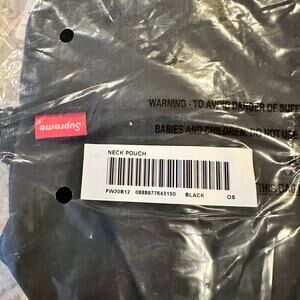 WARNING - TO AVOID DANGER OF SUFF
Supreme
BABIES AND CHILDREN. DO NOT USE
NECK POUCH
FW20B12 0888977643150 BLACK OS
THIS BAG